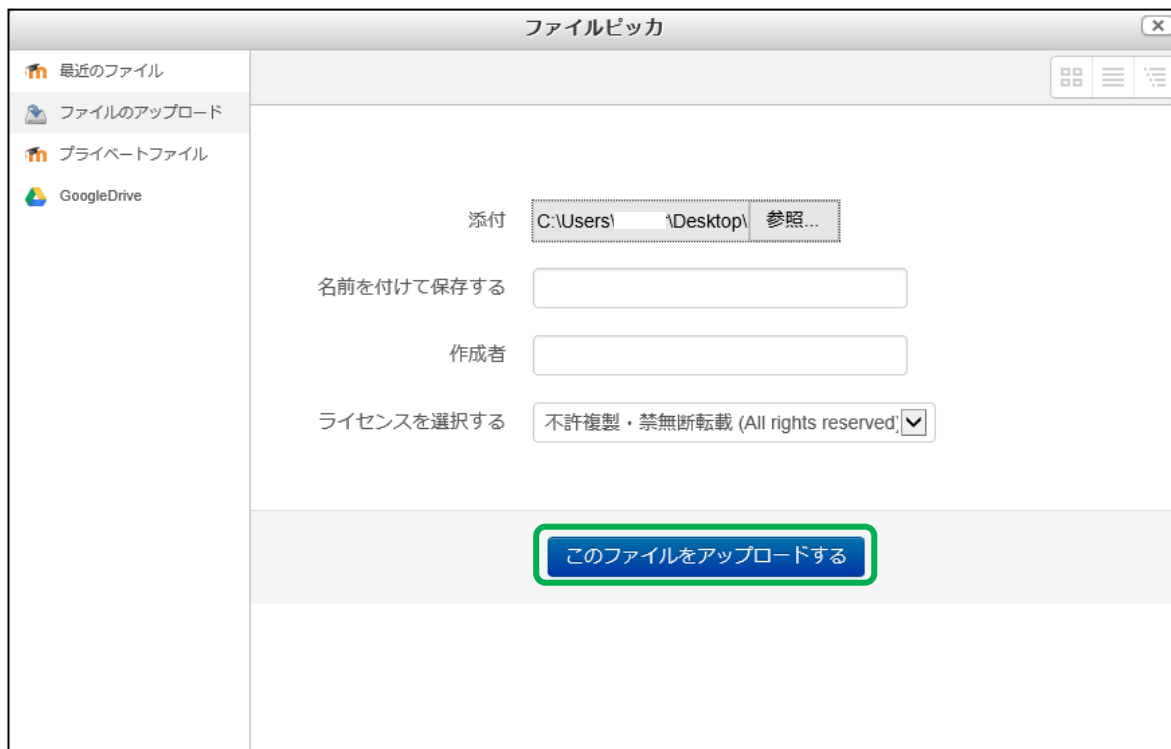 ファイルピッカ
最近のファイル
ファイルのアップロード
プライベートファイル
GoogleDrive
添付 C:\Users\ \Desktop\ 参照...
名前を付けて保存する
作成者
ライセンスを選択する 不許複製・禁無断転載 (All rights reserved)
このファイルをアップロードする